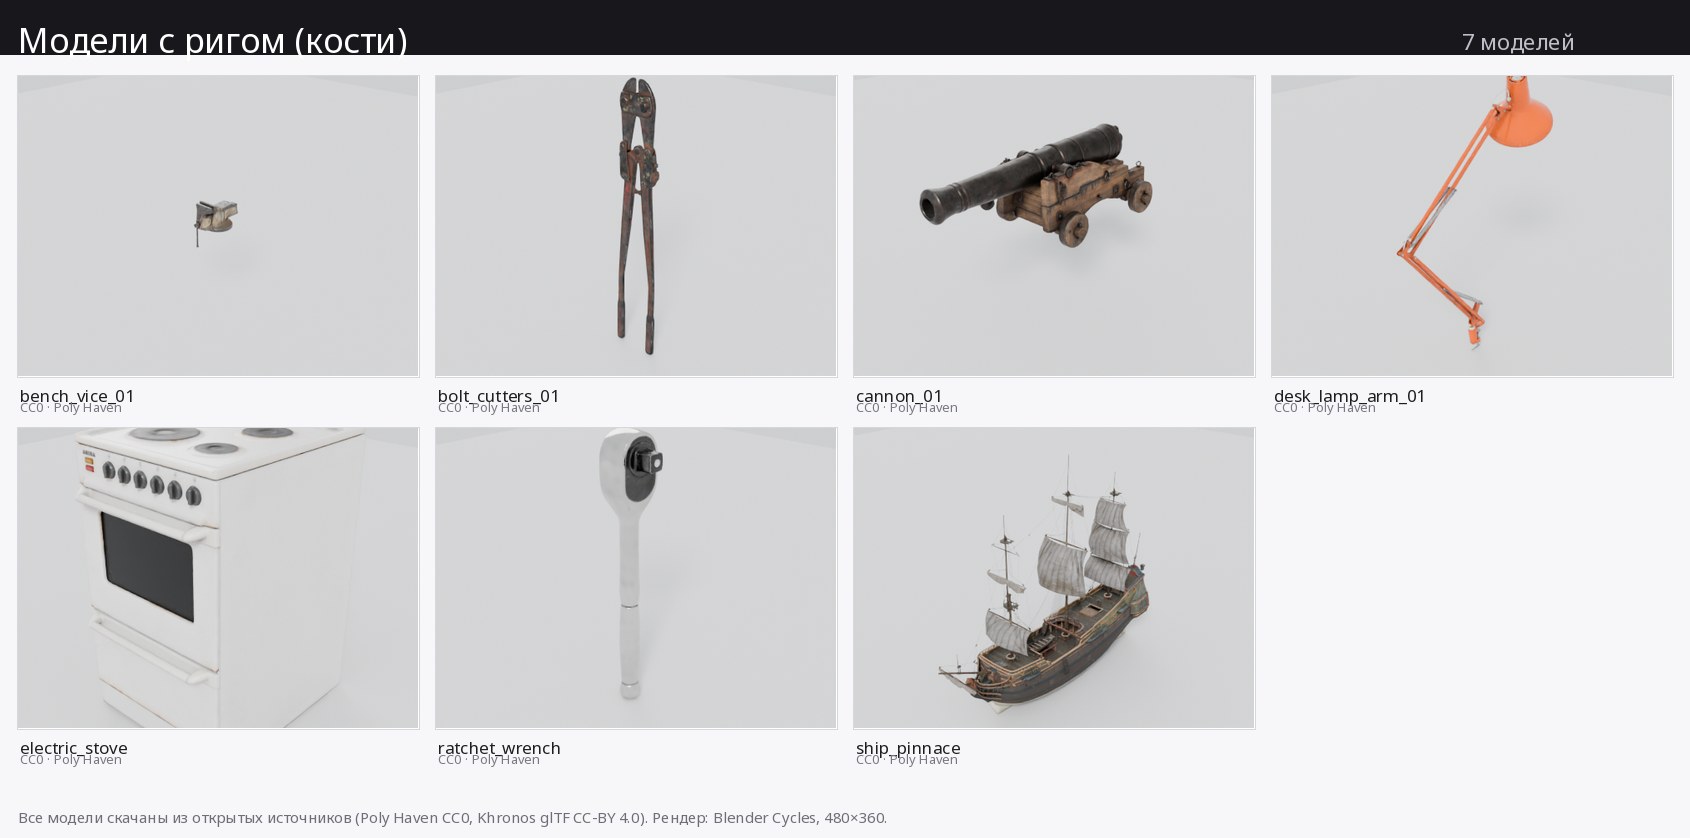 Модели с ригом (кости)
7 моделей
bench_vice_01
CC0 · Poly Haven
bolt_cutters_01
CC0 · Poly Haven
cannon_01
CC0 · Poly Haven
desk_lamp_arm_01
CC0 · Poly Haven
electric_stove
CC0 · Poly Haven
ratchet_wrench
CC0 · Poly Haven
ship_pinnace
CC0 · Poly Haven
Все модели скачаны из открытых источников (Poly Haven CC0, Khronos glTF CC-BY 4.0). Рендер: Blender Cycles, 480×360.